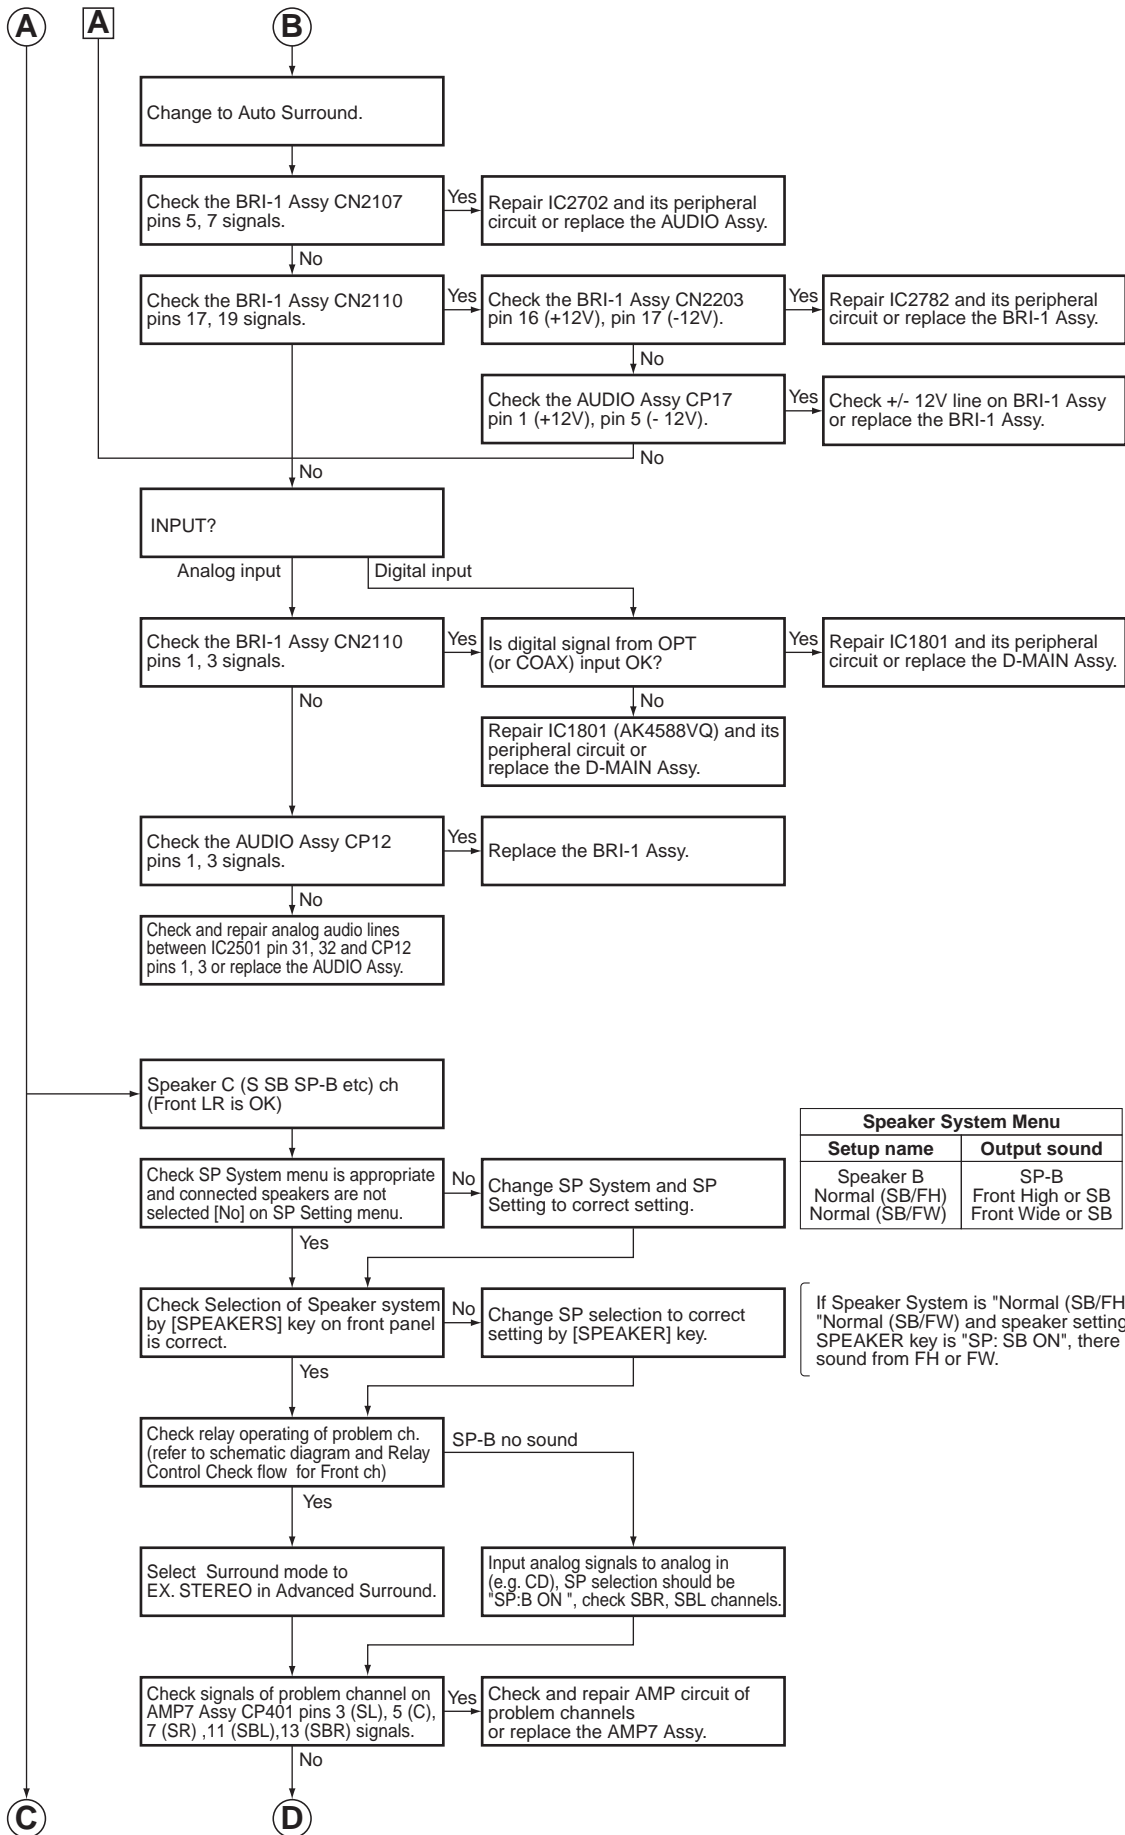 A
A
B
Change to Auto Surround.
Check the BRI-1 Assy CN2107
pins 5, 7 signals.
Yes
Repair IC2702 and its peripheral
circuit or replace the AUDIO Assy.
No
Check the BRI-1 Assy CN2110
pins 17, 19 signals.
Yes
Check the BRI-1 Assy CN2203
pin 16 (+12V), pin 17 (-12V).
Yes
Repair IC2782 and its peripheral
circuit or replace the BRI-1 Assy.
No
Check the AUDIO Assy CP17
pin 1 (+12V), pin 5 (- 12V).
Yes
Check +/- 12V line on BRI-1 Assy
or replace the BRI-1 Assy.
No
No
INPUT?
Analog input
Digital input
Check the BRI-1 Assy CN2110
pins 1, 3 signals.
Yes
Is digital signal from OPT
(or COAX) input OK?
Yes
Repair IC1801 and its peripheral
circuit or replace the D-MAIN Assy.
No
No
Repair IC1801 (AK4588VQ) and its
peripheral circuit or
replace the D-MAIN Assy.
Check the AUDIO Assy CP12
pins 1, 3 signals.
Yes
Replace the BRI-1 Assy.
No
Check and repair analog audio lines
between IC2501 pin 31, 32 and CP12
pins 1, 3 or replace the AUDIO Assy.
Speaker C (S SB SP-B etc) ch
(Front LR is OK)
Speaker System Menu
Setup name Output sound
Speaker B SP-B
Normal (SB/FH) Front High or SB
Normal (SB/FW) Front Wide or SB
Check SP System menu is appropriate
and connected speakers are not
selected [No] on SP Setting menu.
No
Change SP System and SP
Setting to correct setting.
Yes
Check Selection of Speaker system
by [SPEAKERS] key on front panel
is correct.
No
Change SP selection to correct
setting by [SPEAKER] key.
If Speaker System is "Normal (SB/FH
"Normal (SB/FW) and speaker setting
SPEAKER key is "SP: SB ON", there
sound from FH or FW.
Yes
Check relay operating of problem ch.
(refer to schematic diagram and Relay
Control Check flow for Front ch)
SP-B no sound
Yes
Select Surround mode to
EX. STEREO in Advanced Surround.
Input analog signals to analog in
(e.g. CD), SP selection should be
"SP:B ON ", check SBR, SBL channels.
Check signals of problem channel on
AMP7 Assy CP401 pins 3 (SL), 5 (C),
7 (SR) ,11 (SBL),13 (SBR) signals.
Yes
Check and repair AMP circuit of
problem channels
or replace the AMP7 Assy.
No
C
D